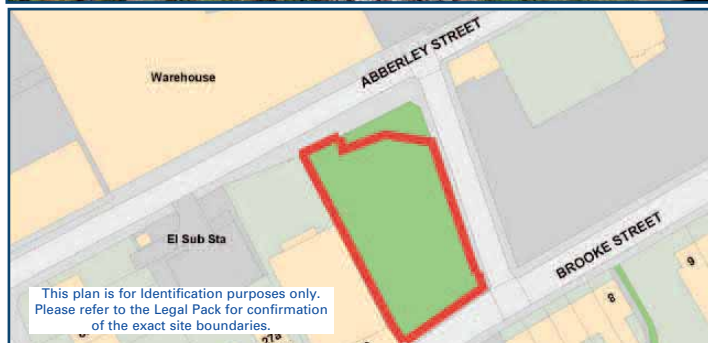 ABBERLEY STREET
Warehouse
El Sub Sta
BROOKE STREET
9
8
27a
This plan is for Identification purposes only.
Please refer to the Legal Pack for confirmation
of the exact site boundaries.